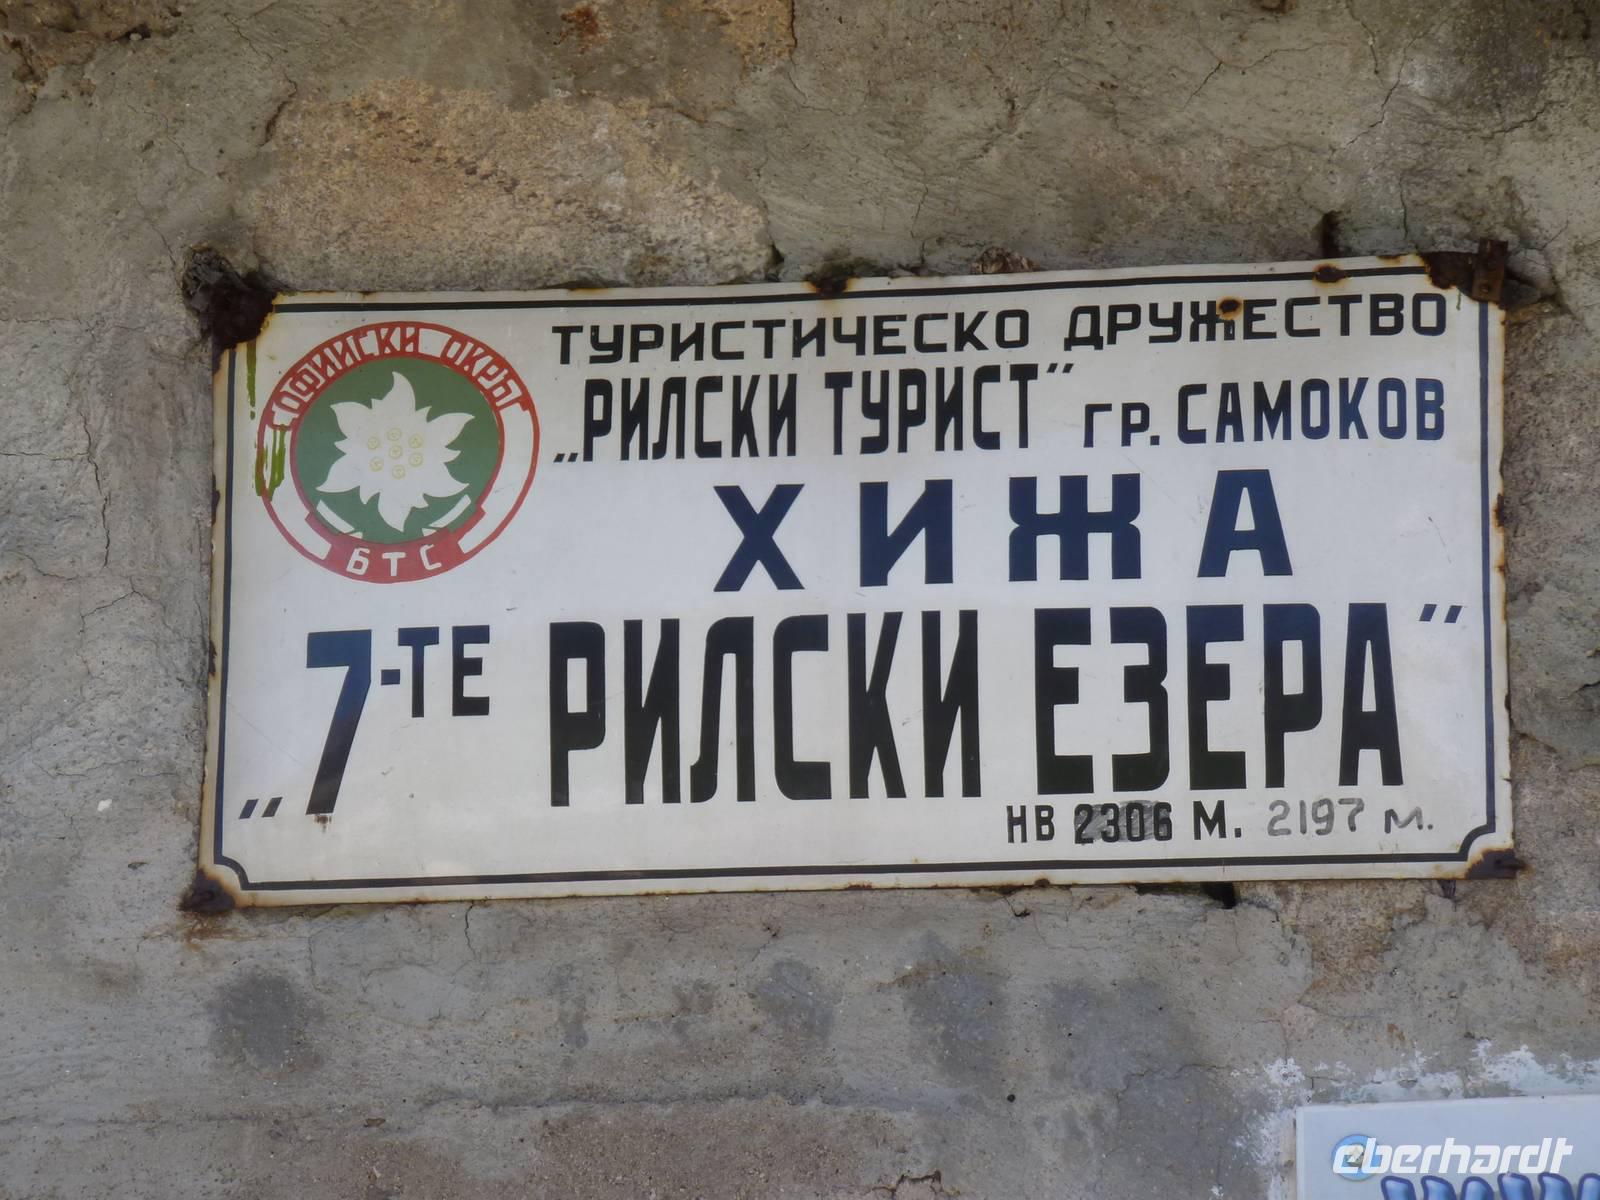 СОФИЙСКИ ОКРЪГ
БТС
ТУРИСТИЧЕСКО ДРУЖЕСТВО
„РИЛСКИ ТУРИСТ" ГР. САМОКОВ
ХИЖА
„7-ТЕ РИЛСКИ ЕЗЕРА"
НВ 2306 М. 2197 м.
eberhardt